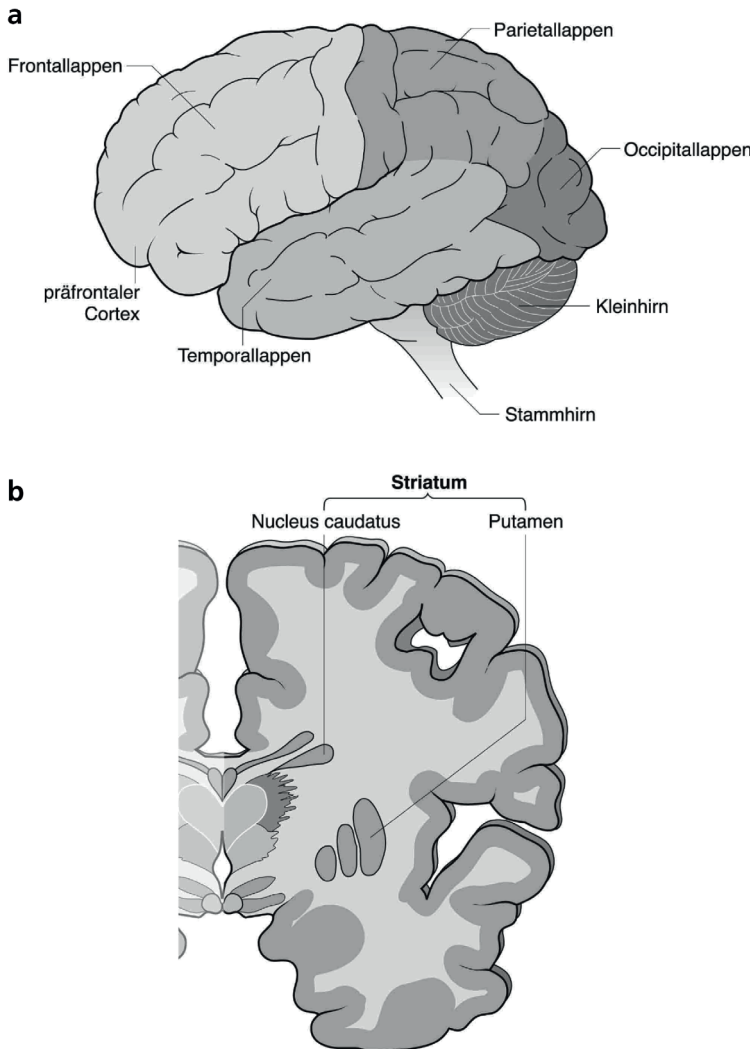 a
Parietallappen
Frontallappen
Occipitallappen
präfrontaler
Cortex
Kleinhirn
Temporallappen
Stammhirn
b
Striatum
Nucleus caudatus
Putamen